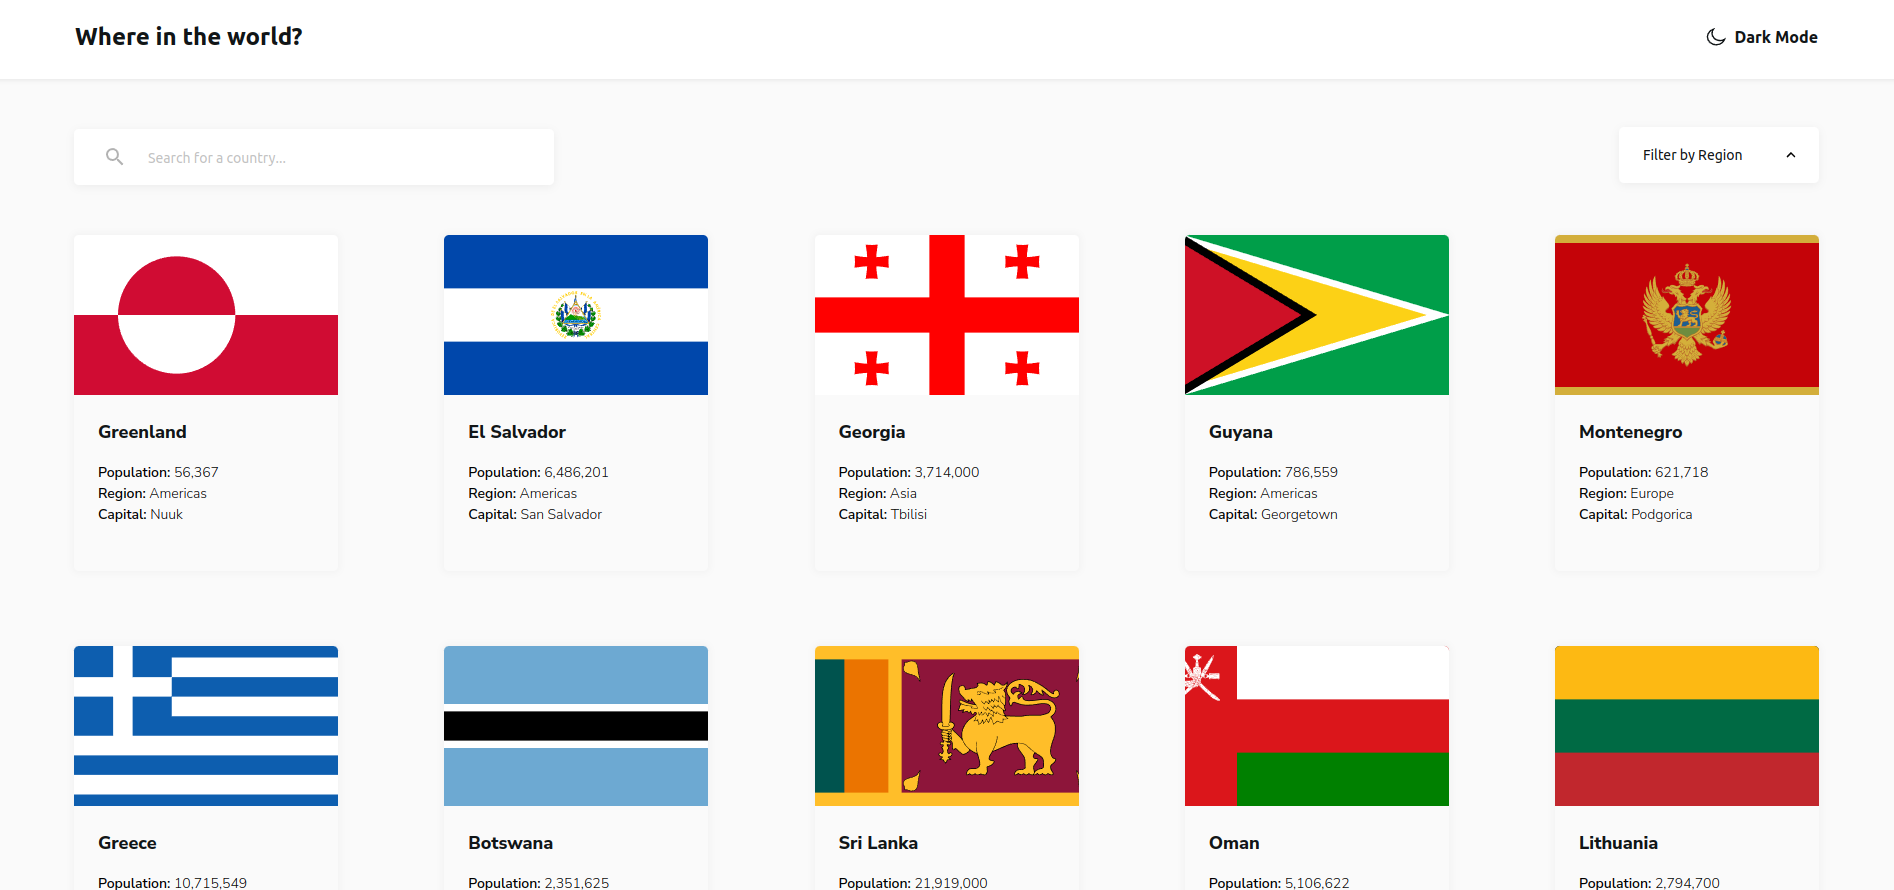 Where in the world?
Dark Mode
Search for a country...
Filter by Region
Greenland
Population: 56,367
Region: Americas
Capital: Nuuk
El Salvador
Population: 6,486,201
Region: Americas
Capital: San Salvador
Georgia
Population: 3,714,000
Region: Asia
Capital: Tbilisi
Guyana
Population: 786,559
Region: Americas
Capital: Georgetown
Montenegro
Population: 621,718
Region: Europe
Capital: Podgorica
Greece
Population: 10,715,549
Botswana
Population: 2,351,625
Sri Lanka
Population: 21,919,000
Oman
Population: 5,106,622
Lithuania
Population: 2,794,700